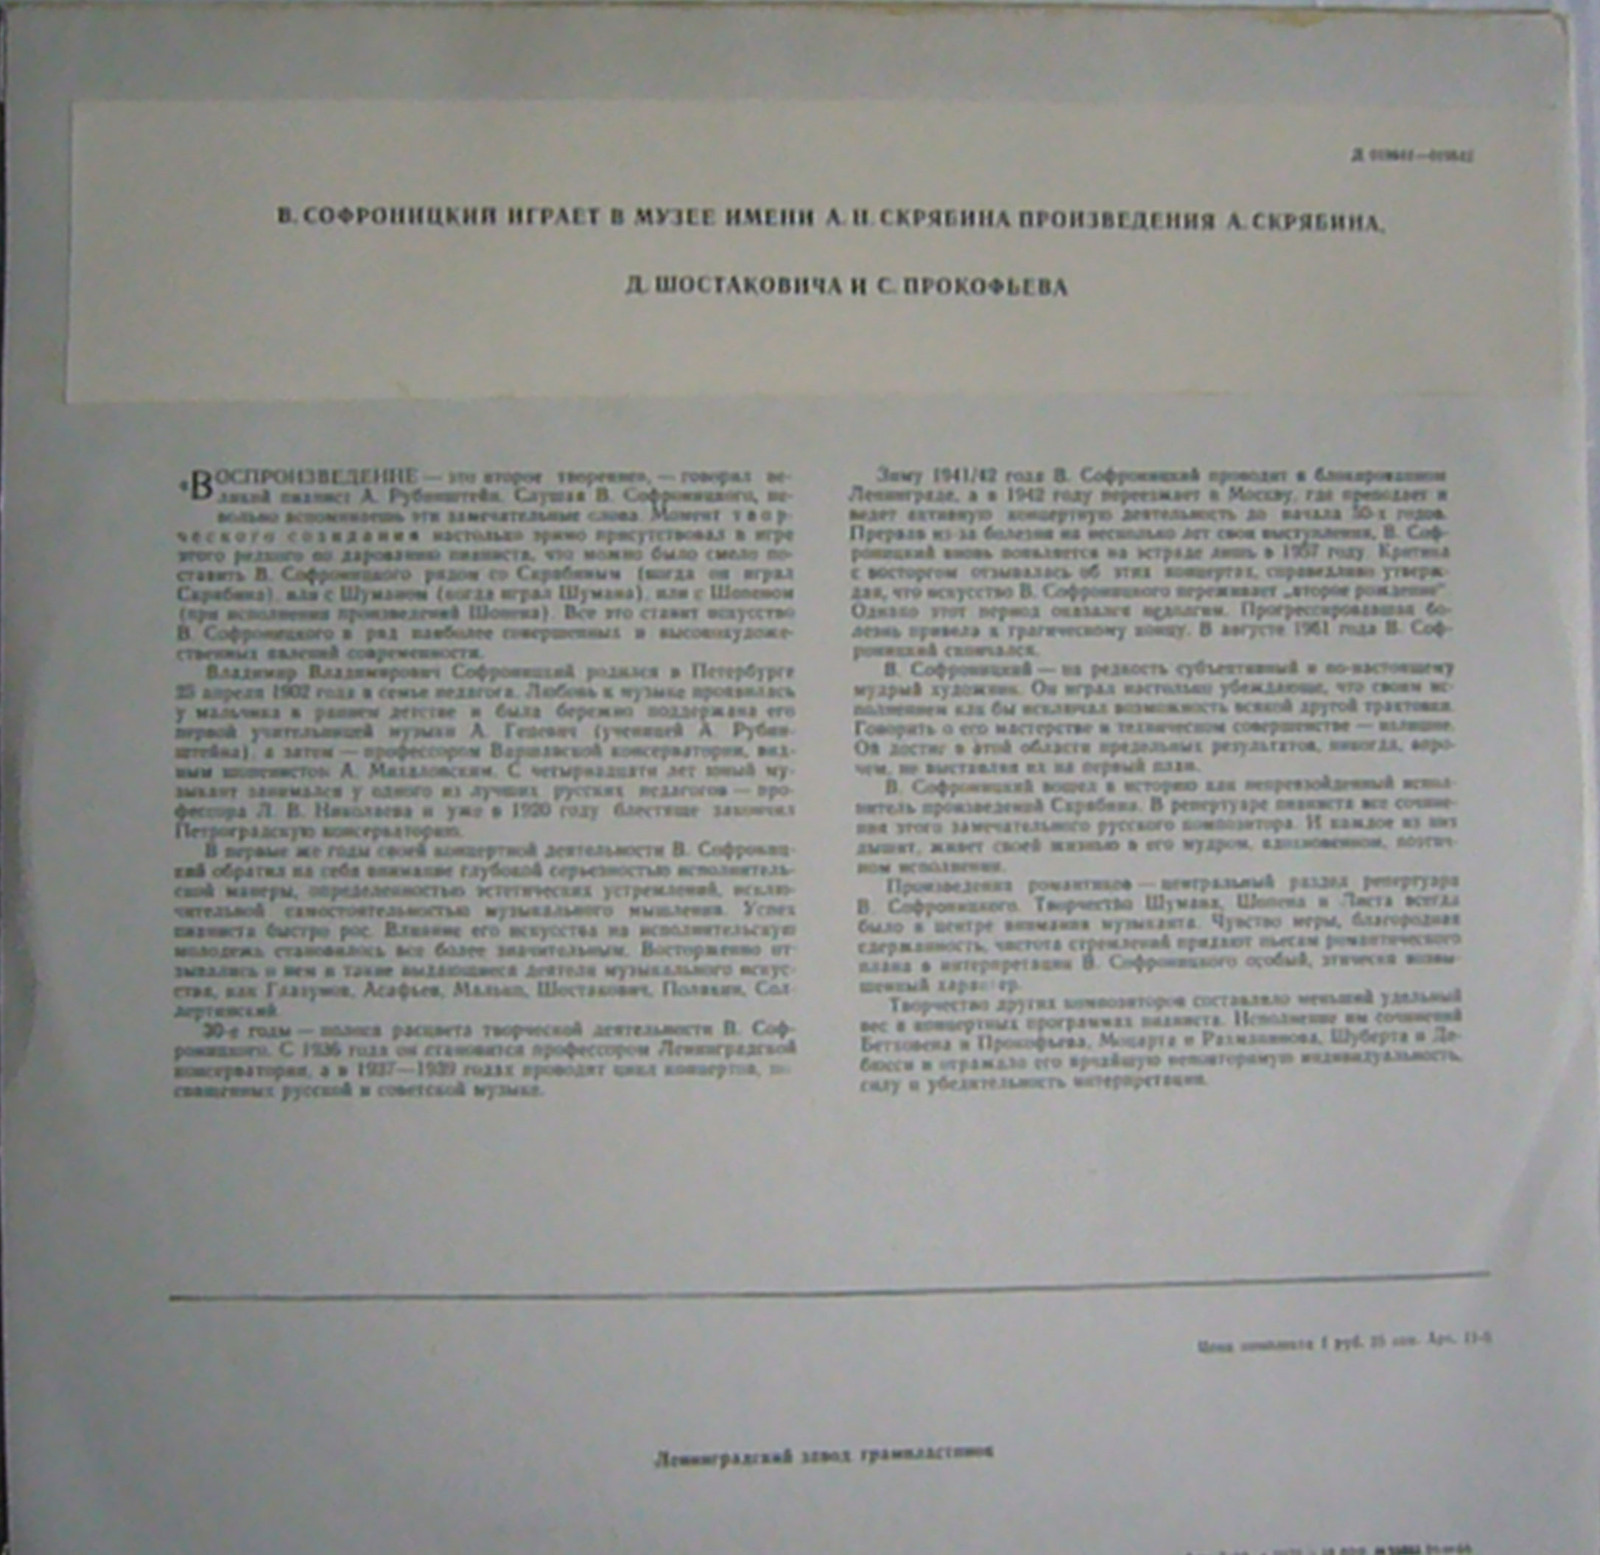 В. СОФРОНИЦКИЙ ИГРАЕТ В МУЗЕЕ ИМЕНИ А. Н. СКРЯБИНА ПРОИЗВЕДЕНИЯ А. СКРЯБИНА,
Д. ШОСТАКОВИЧА И С. ПРОКОФЬЕВА
«ВОСПРОИЗВЕДЕНИЕ — это второе творение», — говорил ве-
ликий пианист А. Рубинштейн. Слушая В. Софроницкого, не-
вольно вспоминаешь эти замечательные слова. Момент твор-
ческого созидания настолько зримо присутствовал в игре
этого редкого по дарованию пианиста, что можно было смело по-
ставить В. Софроницкого рядом со Скрябиным (когда он играл
Скрябина), или с Шуманом (когда играл Шумана), или с Шопеном
(при исполнении произведений Шопена). Все это ставит искусство
В. Софроницкого в ряд наиболее совершенных и высокохудоже-
ственных явлений современности.
Владимир Владимирович Софроницкий родился в Петербурге
25 апреля 1902 года в семье педагога. Любовь к музыке проявилась
у мальчика в раннем детстве и была бережно поддержана его
первой учительницей музыки А. (ученицей А. Рубин-
штейна), а затем — профессором Варшавской консерватории, вид-
ным шопенистом А. Михаловским. С четырнадцати лет юный му-
зыкант занимался у одного из лучших русских педагогов — про-
фессора Л. В. Николаева и уже в 1920 году блестяще закончил
Петроградскую консерваторию.
В первые же годы своей концертной деятельности В. Софрониц-
кий обратил на себя внимание глубокой серьезностью исполнитель-
ской манеры, определенностью эстетических устремлений, исклю-
чительной самостоятельностью музыкального мышления. Успех
пианиста быстро рос. Влияние его искусства на исполнительскую
молодежь становилось все более значительным. Восторженно от-
зывались о нем и такие выдающиеся деятели музыкального искус-
ства, как Глазунов, Асафьев, Малько, Шостакович, Полякин, Сол-
лертинский.
30-е годы — полоса расцвета творческой деятельности В. Соф-
роницкого. С 1936 года он становится профессором Ленинградской
консерватории, а в 1937—1939 годах проводит цикл концертов, по-
священных русской и советской музыке.
Зиму 1941/42 года В. Софроницкий проводит в блокированном
Ленинграде, а в 1942 году переезжает в Москву, где преподает и
ведет активную концертную деятельность до начала 50-х годов.
Прервав из-за болезни на несколько лет свои выступления, В. Соф-
роницкий вновь появляется на эстраде лишь в 1957 году. Критика
с восторгом отзывалась об этих концертах, справедливо утверж-
дая, что искусство В. Софроницкого переживает „второе рождение“.
Однако этот период оказался недолгим. Прогрессировавшая бо-
лезнь привела к трагическому концу. В августе 1961 года В. Соф-
роницкий скончался.
В. Софроницкий — на редкость субъективный и по-настоящему
мудрый художник. Он играл настолько убеждающе, что своим ис-
полнением как бы исключал возможность всякой другой трактовки.
Говорить о его мастерстве и техническом совершенстве — излишне.
Он достиг в этой области предельных результатов, никогда, впро-
чем, не выставляя их на первый план.
В. Софроницкий вошел в историю как непревзойденный испол-
нитель произведений Скрябина. В репертуаре пианиста все сочине-
ния этого замечательного русского композитора. И каждое из них
дышит, живет своей жизнью в его мудром, вдохновенном, поэтич-
ном исполнении.
Произведения романтиков — центральный раздел репертуара
В. Софроницкого. Творчество Шумана, Шопена и Листа всегда
было в центре внимания музыканта. Чувство меры, благородная
сдержанность, чистота стремлений придают пьесам романтического
плана в интерпретации В. Софроницкого особый, этически возвы-
шенный характер.
Творчество других композиторов составляло меньший удельный
вес в концертных программах пианиста. Исполнение им сочинений
Бетховена и Прокофьева, Моцарта и Рахманинова, Шуберта и Де-
бюсси и отражало его ярчайшую неповторимую индивидуальность,
силу и убедительность интерпретации.
Цена комплекта 1 руб. 25 коп. Арт.
Ленинградский завод грампластинок